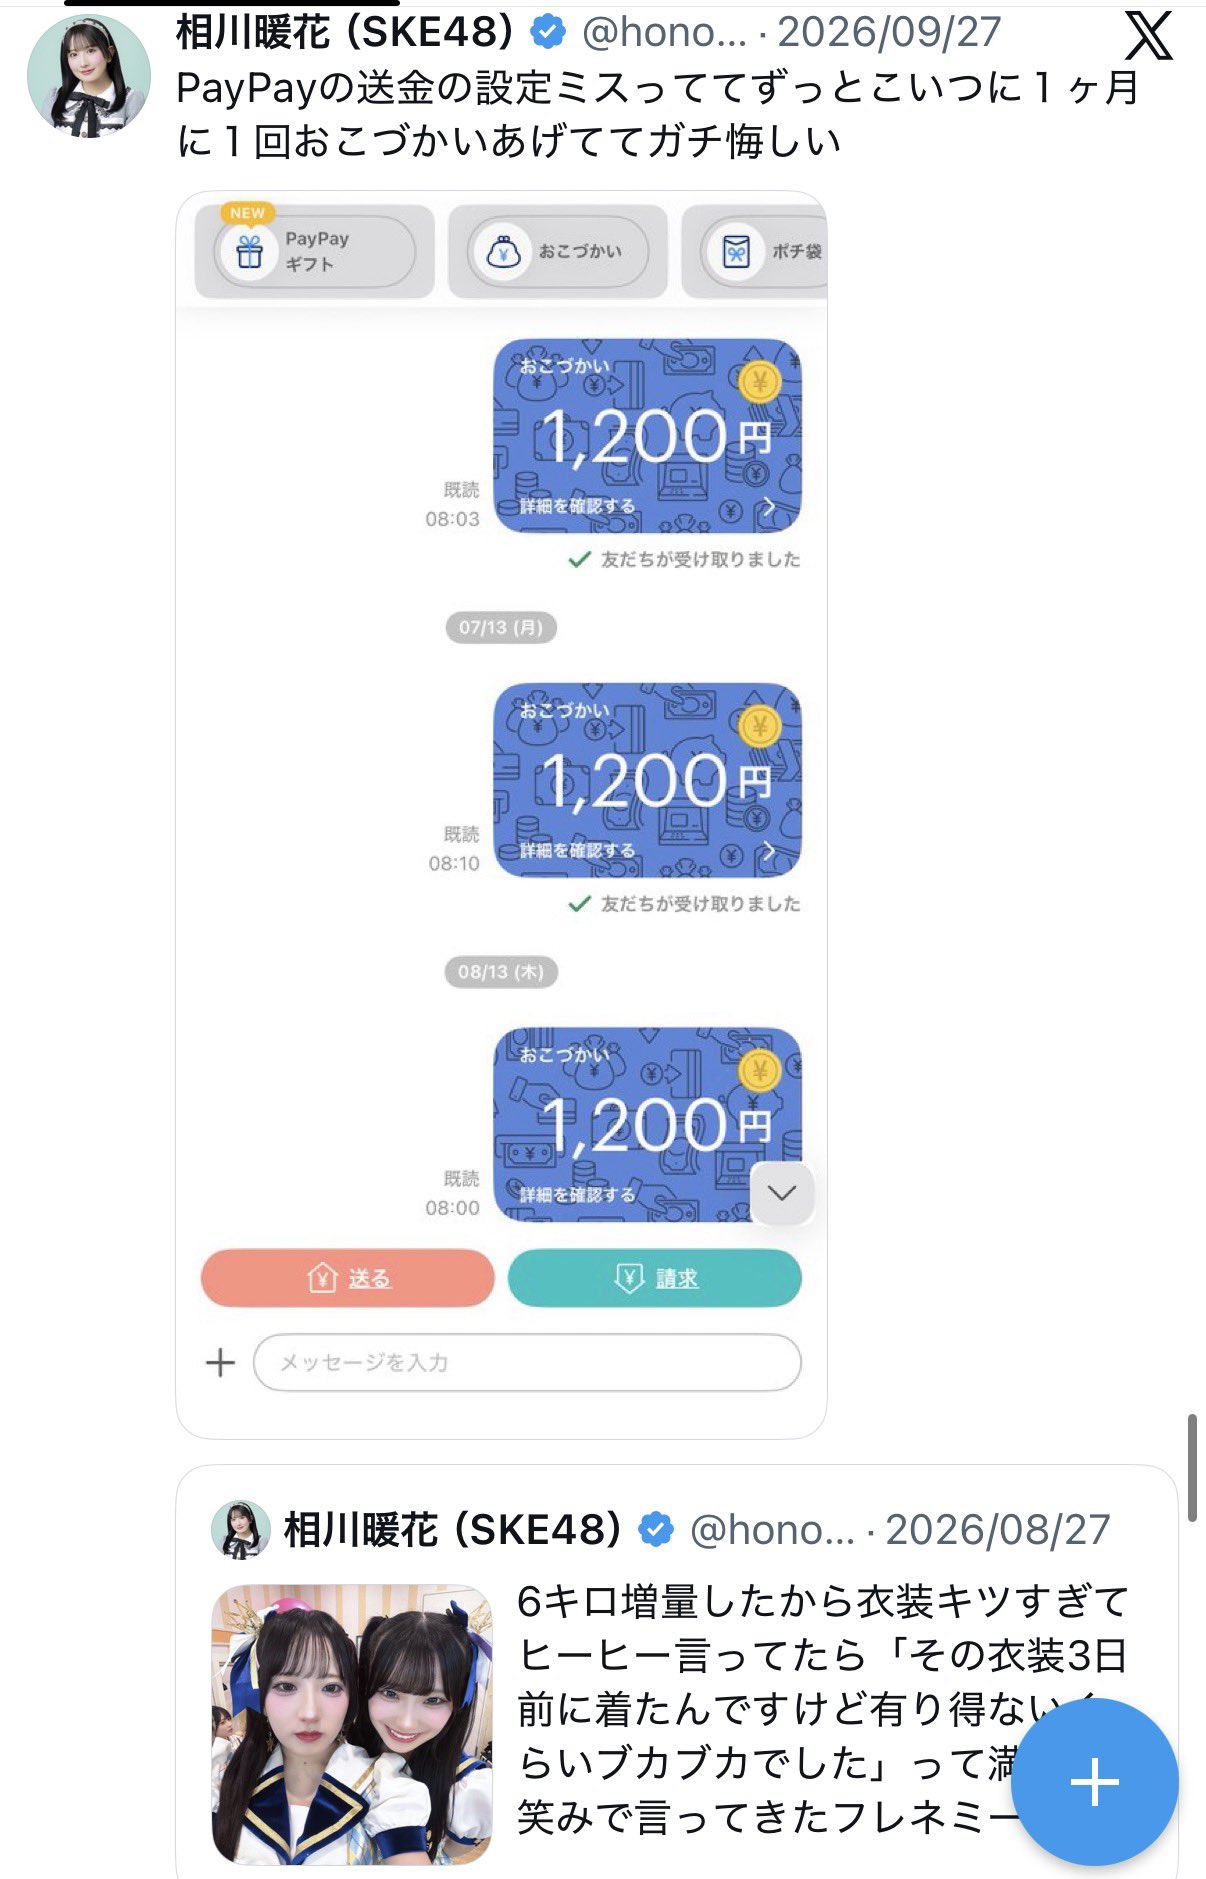 相川暖花 (SKE48) @hono... · 2026/09/27
PayPayの送金の設定ミスっててずっとこいつに１ヶ月
に１回おこづかいあげててガチ悔しい
NEW
PayPay
ギフト
おこづかい
ポチ袋
おこづかい
1,200円
詳細を確認する
既読
08:03
友だちが受け取りました
07/13 (月)
おこづかい
1,200円
詳細を確認する
既読
08:10
友だちが受け取りました
08/13 (木)
おこづかい
1,200円
詳細を確認する
既読
08:00
送る
請求
メッセージを入力
相川暖花 (SKE48) @hono... · 2026/08/27
6キロ増量したから衣装キツすぎて
ヒーヒー言ってたら「その衣装3日
前に着たんですけど有り得ないく
らいブカブカでした」って満
笑みで言ってきたフレネミー